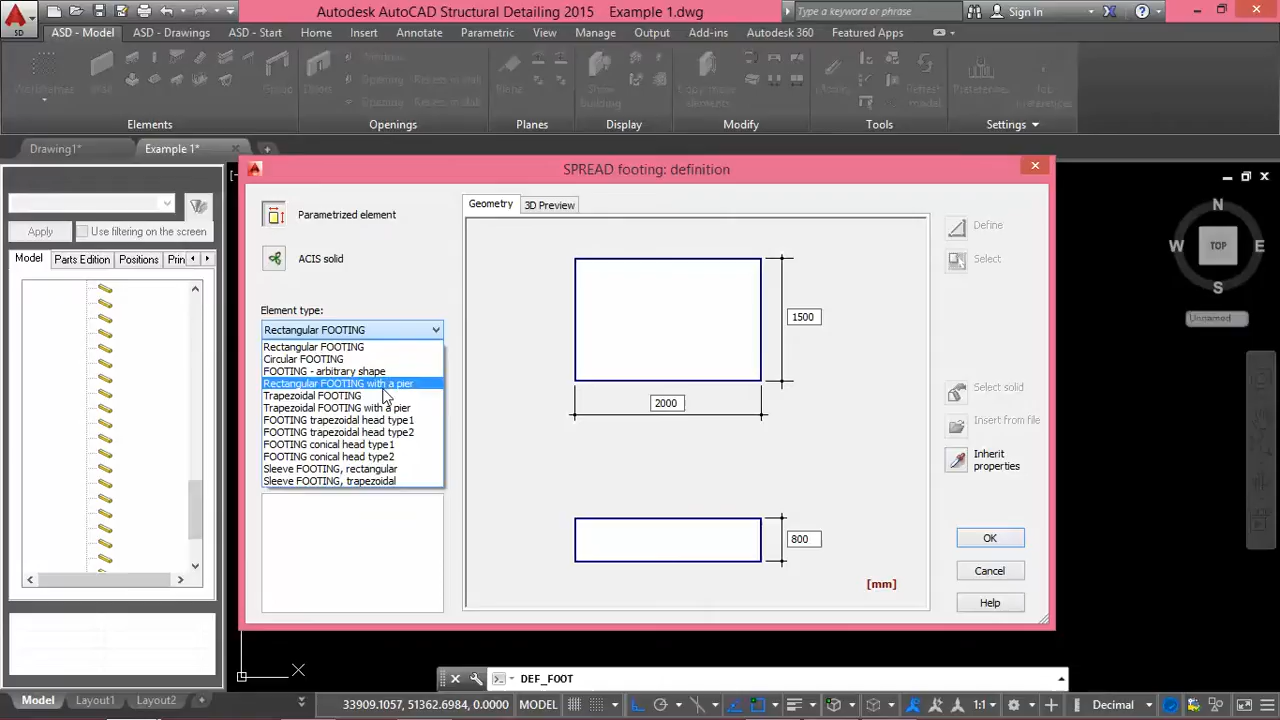 Autodesk AutoCAD Structural Detailing 2015 Example 1.dwg
Type a keyword or phrase
Sign In
SD
ASD - Model
ASD - Drawings
ASD - Start
Home
Insert
Annotate
Parametric
View
Manage
Output
Add-ins
Autodesk 360
Featured Apps
Elements
Openings
Planes
Display
Modify
Tools
Settings
Drawing1*
Example 1*
SPREAD footing: definition
Apply
Use filtering on the screen
Model
Parts Edition
Positions
Prin
Parametrized element
ACIS solid
Element type:
Rectangular FOOTING
Rectangular FOOTING
Circular FOOTING
FOOTING - arbitrary shape
Rectangular FOOTING with a pier
Trapezoidal FOOTING
Trapezoidal FOOTING with a pier
FOOTING trapezoidal head type1
FOOTING trapezoidal head type2
FOOTING conical head type1
FOOTING conical head type2
Sleeve FOOTING, rectangular
Sleeve FOOTING, trapezoidal
Geometry
3D Preview
1500
2000
800
[mm]
Define
Select
Select solid
Insert from file
Inherit
properties
OK
Cancel
Help
N
W
TOP
E
S
Unnamed
DEF_FOOT
Model
Layout1
Layout2
33909.1057, 51362.6984, 0.0000
MODEL
1:1
Decimal